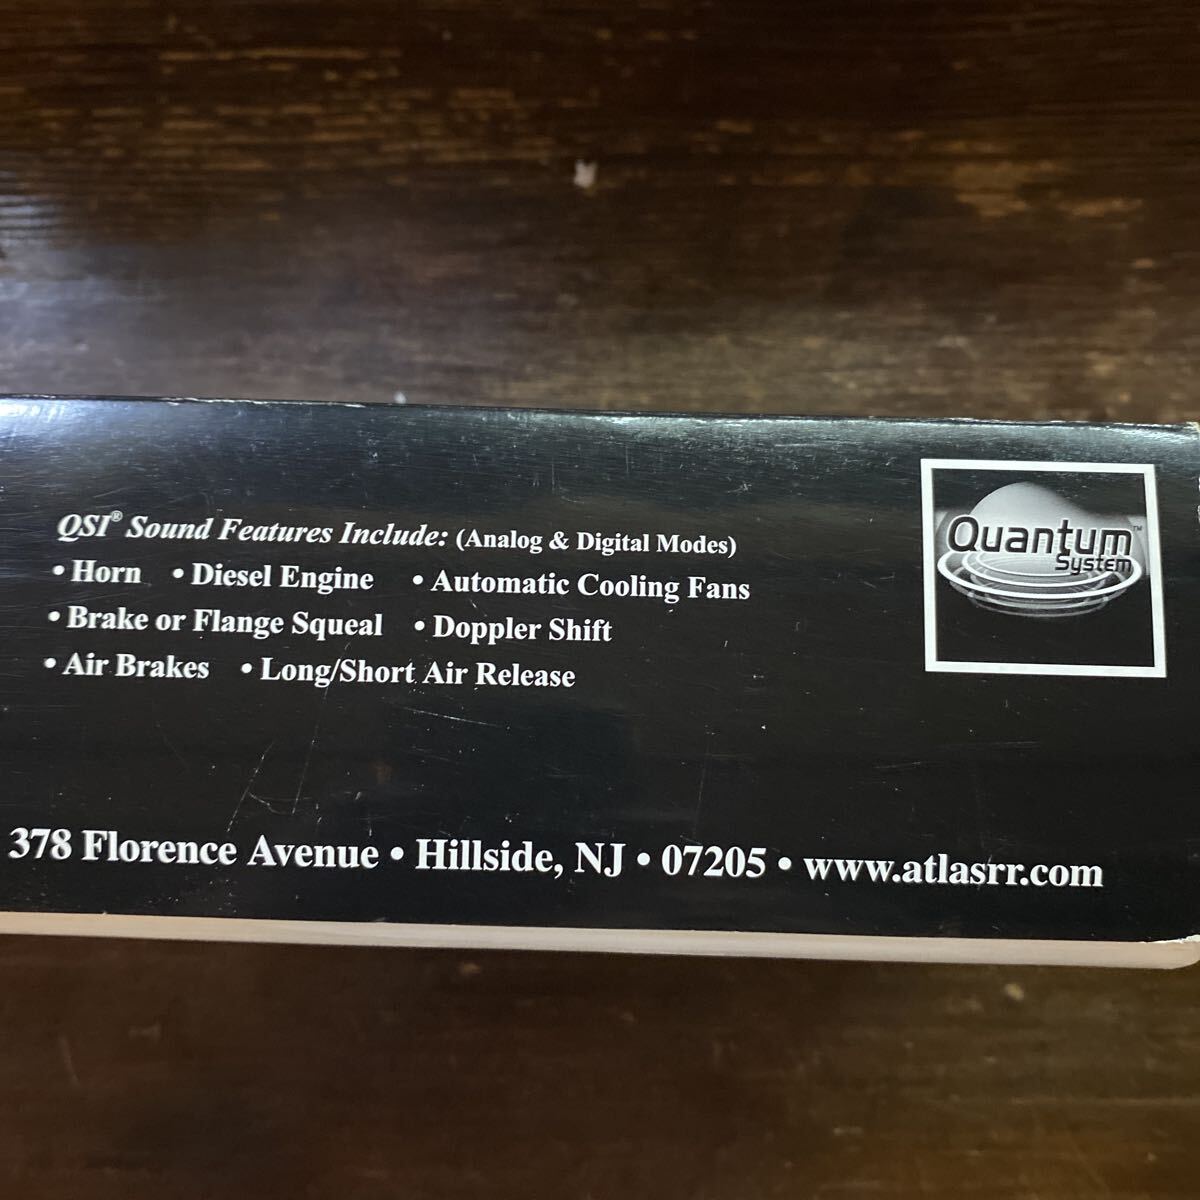 QSI® Sound Features Include: (Analog & Digital Modes)
• Horn • Diesel Engine • Automatic Cooling Fans
• Brake or Flange Squeal • Doppler Shift
• Air Brakes • Long/Short Air Release
Quantum™
System
378 Florence Avenue • Hillside, NJ • 07205 • www.atlasrr.com